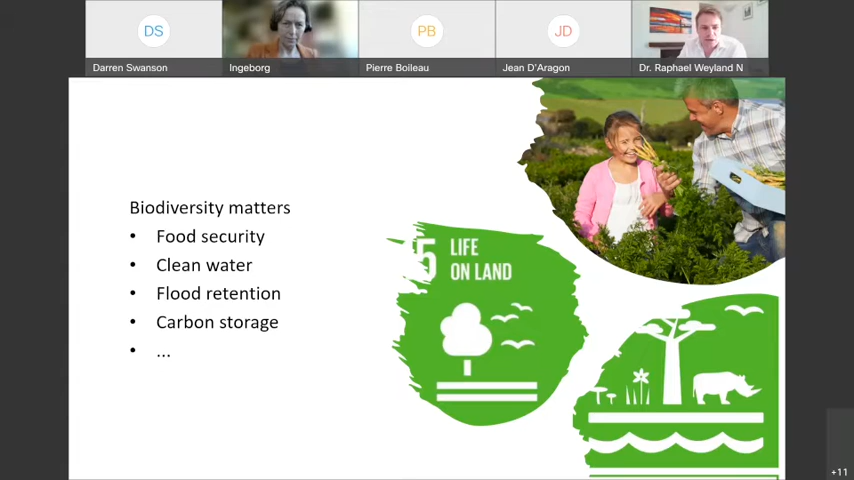 DS
PB
JD
Darren Swanson
Ingeborg
Pierre Boileau
Jean D'Aragon
Dr. Raphael Weyland N
Biodiversity matters
• Food security
• Clean water
• Flood retention
• Carbon storage
• ...
5 LIFE
ON LAND
+11